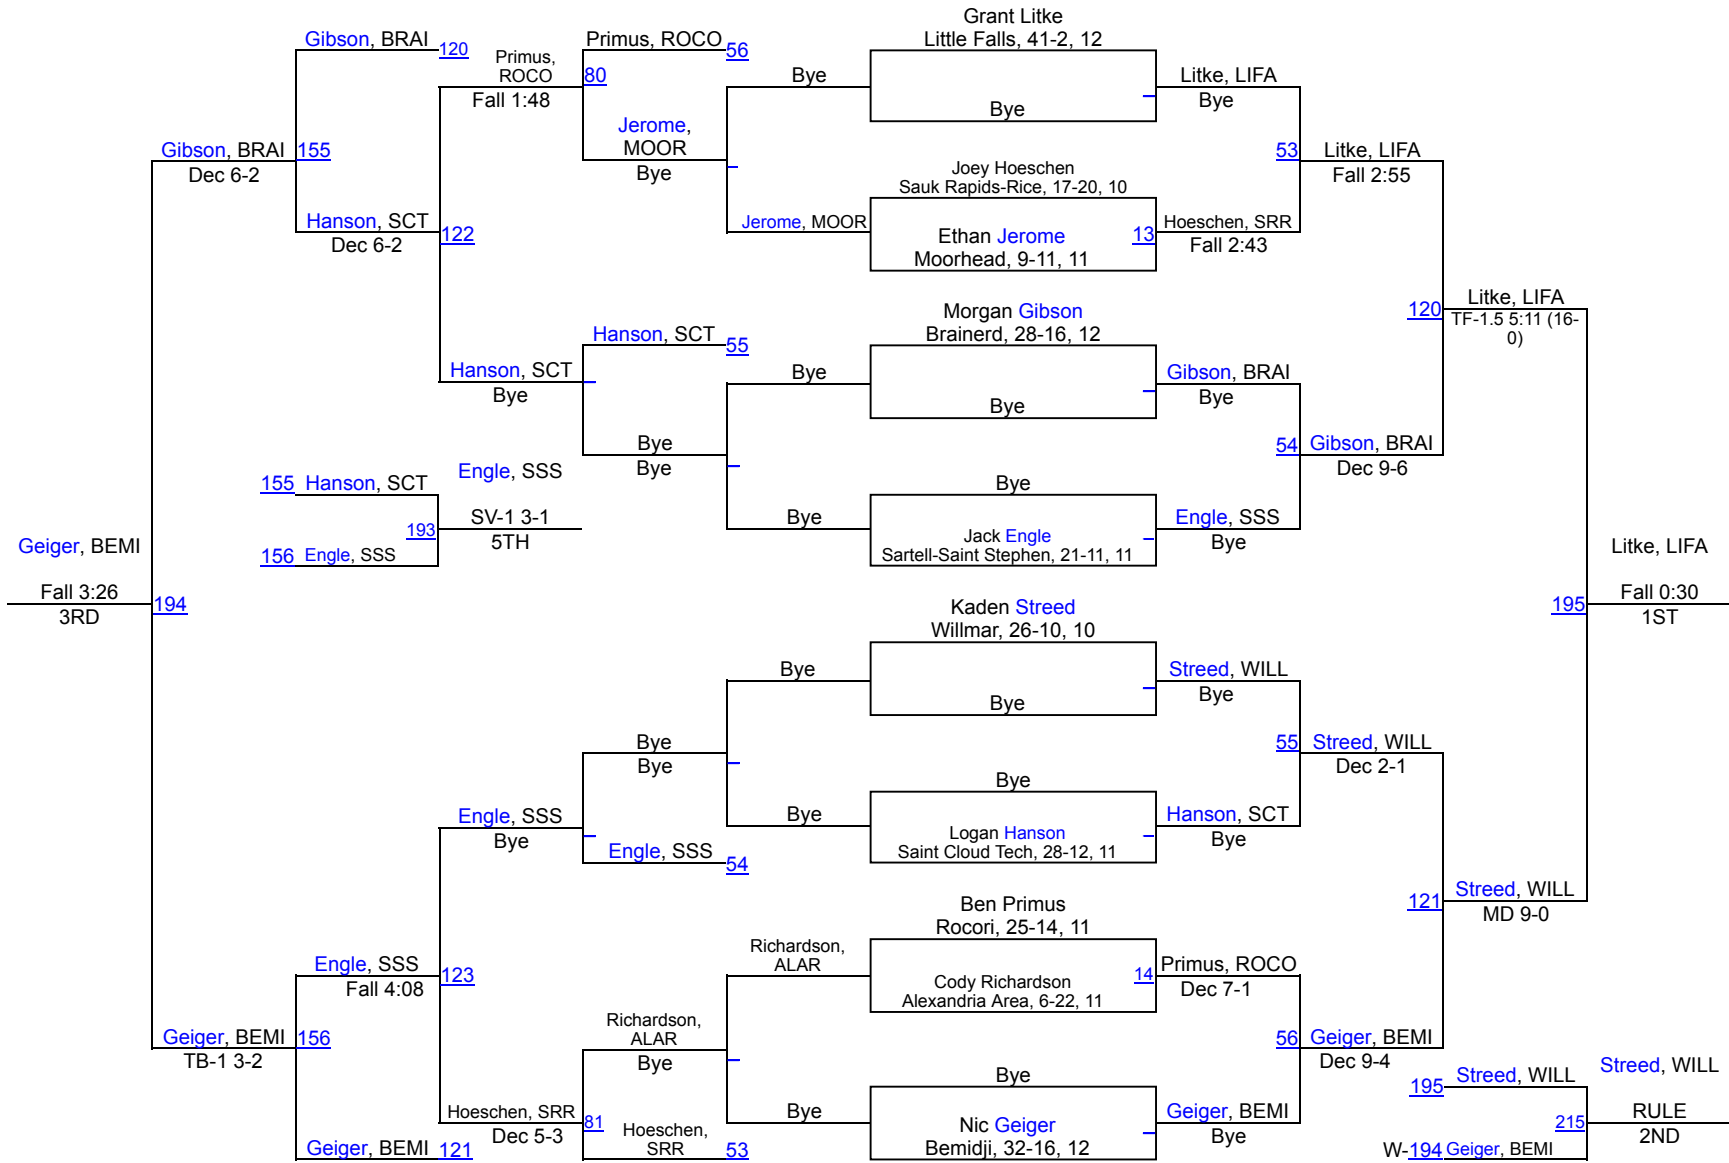 Grant Litke
Little Falls, 41-2, 12
Gibson, BRAI
120
Primus, ROCO
56
Primus,
ROCO
80
Fall 1:48
Bye
Bye
Litke, LIFA
Bye
Jerome,
MOOR
Bye
Gibson, BRAI
155
Dec 6-2
53
Litke, LIFA
Fall 2:55
Joey Hoeschen
Sauk Rapids-Rice, 17-20, 10
Hanson, SCT
122
Dec 6-2
Jerome, MOOR
Ethan Jerome
Moorhead, 9-11, 11
13
Hoeschen, SRR
Fall 2:43
120
Litke, LIFA
TF-1.5 5:11 (16-
0)
Morgan Gibson
Brainerd, 28-16, 12
Hanson, SCT
55
Hanson, SCT
Bye
Bye
Bye
Gibson, BRAI
Bye
Bye
Bye
54
Gibson, BRAI
Dec 9-6
155
Hanson, SCT
Engle, SSS
193
SV-1 3-1
5TH
156
Engle, SSS
Bye
Bye
Jack Engle
Sartell-Saint Stephen, 21-11, 11
Engle, SSS
Bye
Geiger, BEMI
Fall 3:26
3RD
194
Litke, LIFA
195
Fall 0:30
1ST
Kaden Streed
Willmar, 26-10, 10
Bye
Bye
Streed, WILL
Bye
Bye
Bye
55
Streed, WILL
Dec 2-1
Engle, SSS
Bye
Engle, SSS
54
Bye
Bye
Logan Hanson
Saint Cloud Tech, 28-12, 11
Hanson, SCT
Bye
121
Streed, WILL
MD 9-0
Ben Primus
Rocori, 25-14, 11
Richardson,
ALAR
Cody Richardson
Alexandria Area, 6-22, 11
14
Primus, ROCO
Dec 7-1
Engle, SSS
123
Fall 4:08
Richardson,
ALAR
Bye
Geiger, BEMI
156
TB-1 3-2
56
Geiger, BEMI
Dec 9-4
Hoeschen, SRR
81
Dec 5-3
Bye
Bye
Nic Geiger
Bemidji, 32-16, 12
Geiger, BEMI
Bye
Hoeschen,
SRR
53
Geiger, BEMI
121
195
Streed, WILL
Streed, WILL
215
RULE
2ND
W-194
Geiger, BEMI